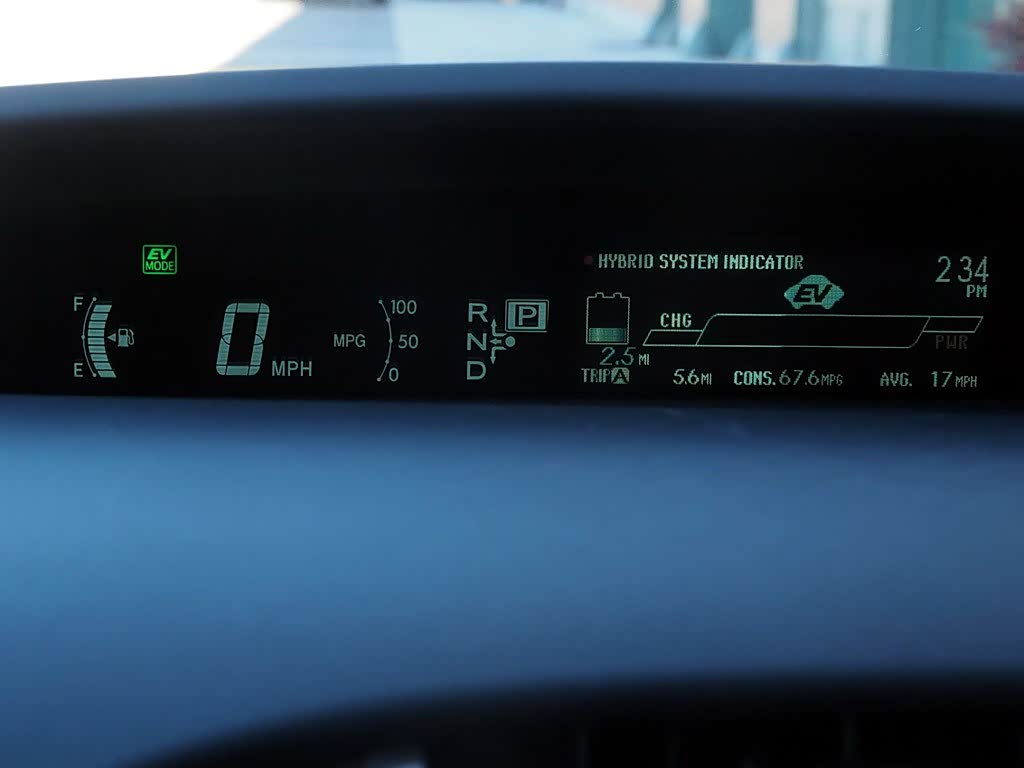 EV
MODE
F
E
0 MPH
MPG
100
50
0
R
N
D
P
HYBRID SYSTEM INDICATOR
2 34
PM
EV
CHG
PWR
2.5 MI
TRIP A 5.6 MI CONS. 67.6 MPG AVG. 17 MPH